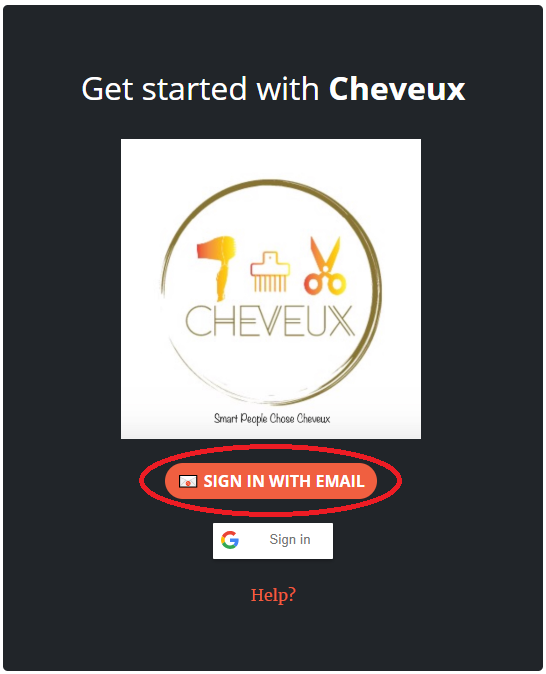 Get started with Cheveux
CHEVEUX
Smart People Chose Cheveux
SIGN IN WITH EMAIL
Sign in
Help?